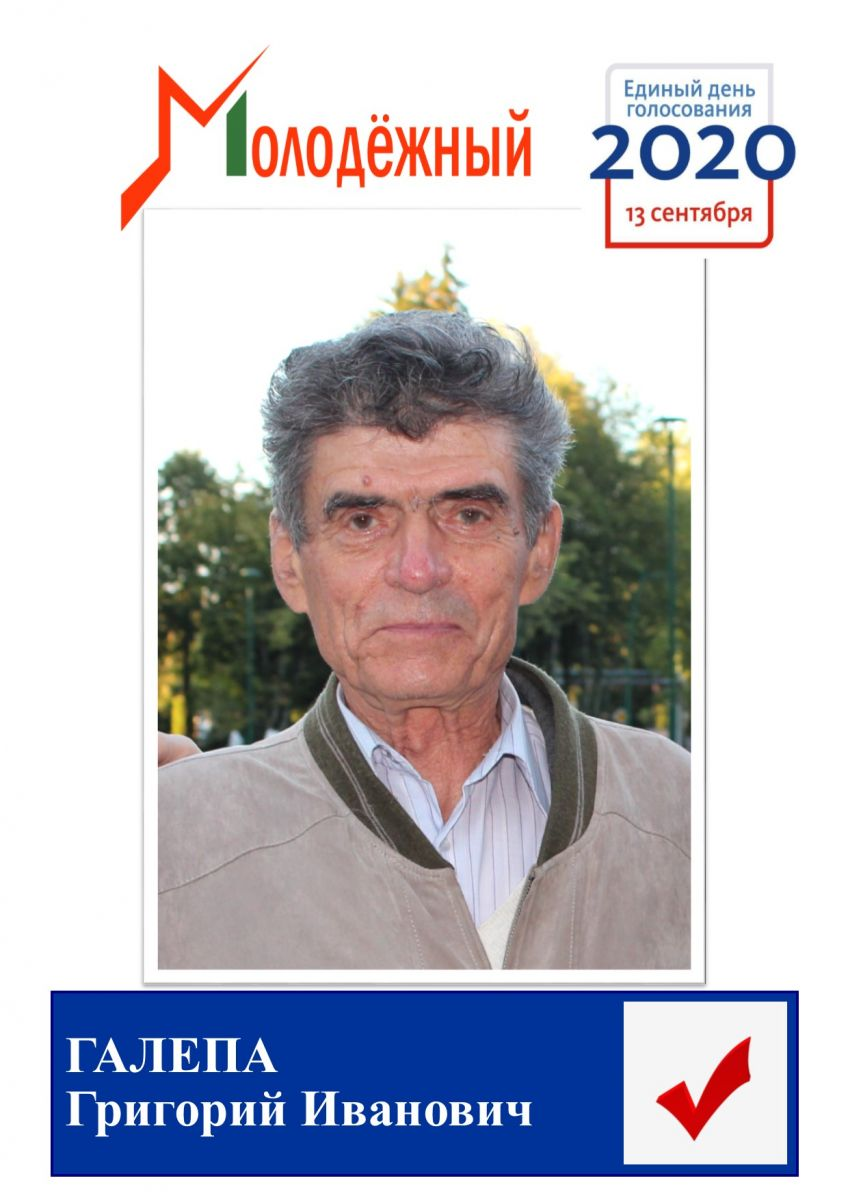 Молодёжный
Единый день
голосования
2020
13 сентября
ГАЛЕПА
Григорий Иванович